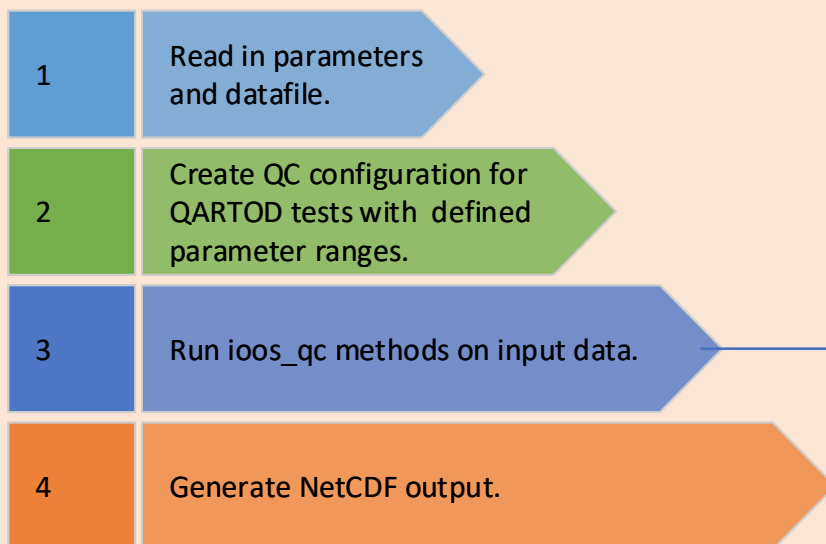 1
Read in parameters
and datafile.
2
Create QC configuration for
QARTOD tests with  defined
parameter ranges.
3
Run ioos_qc methods on input data.
4
Generate NetCDF output.